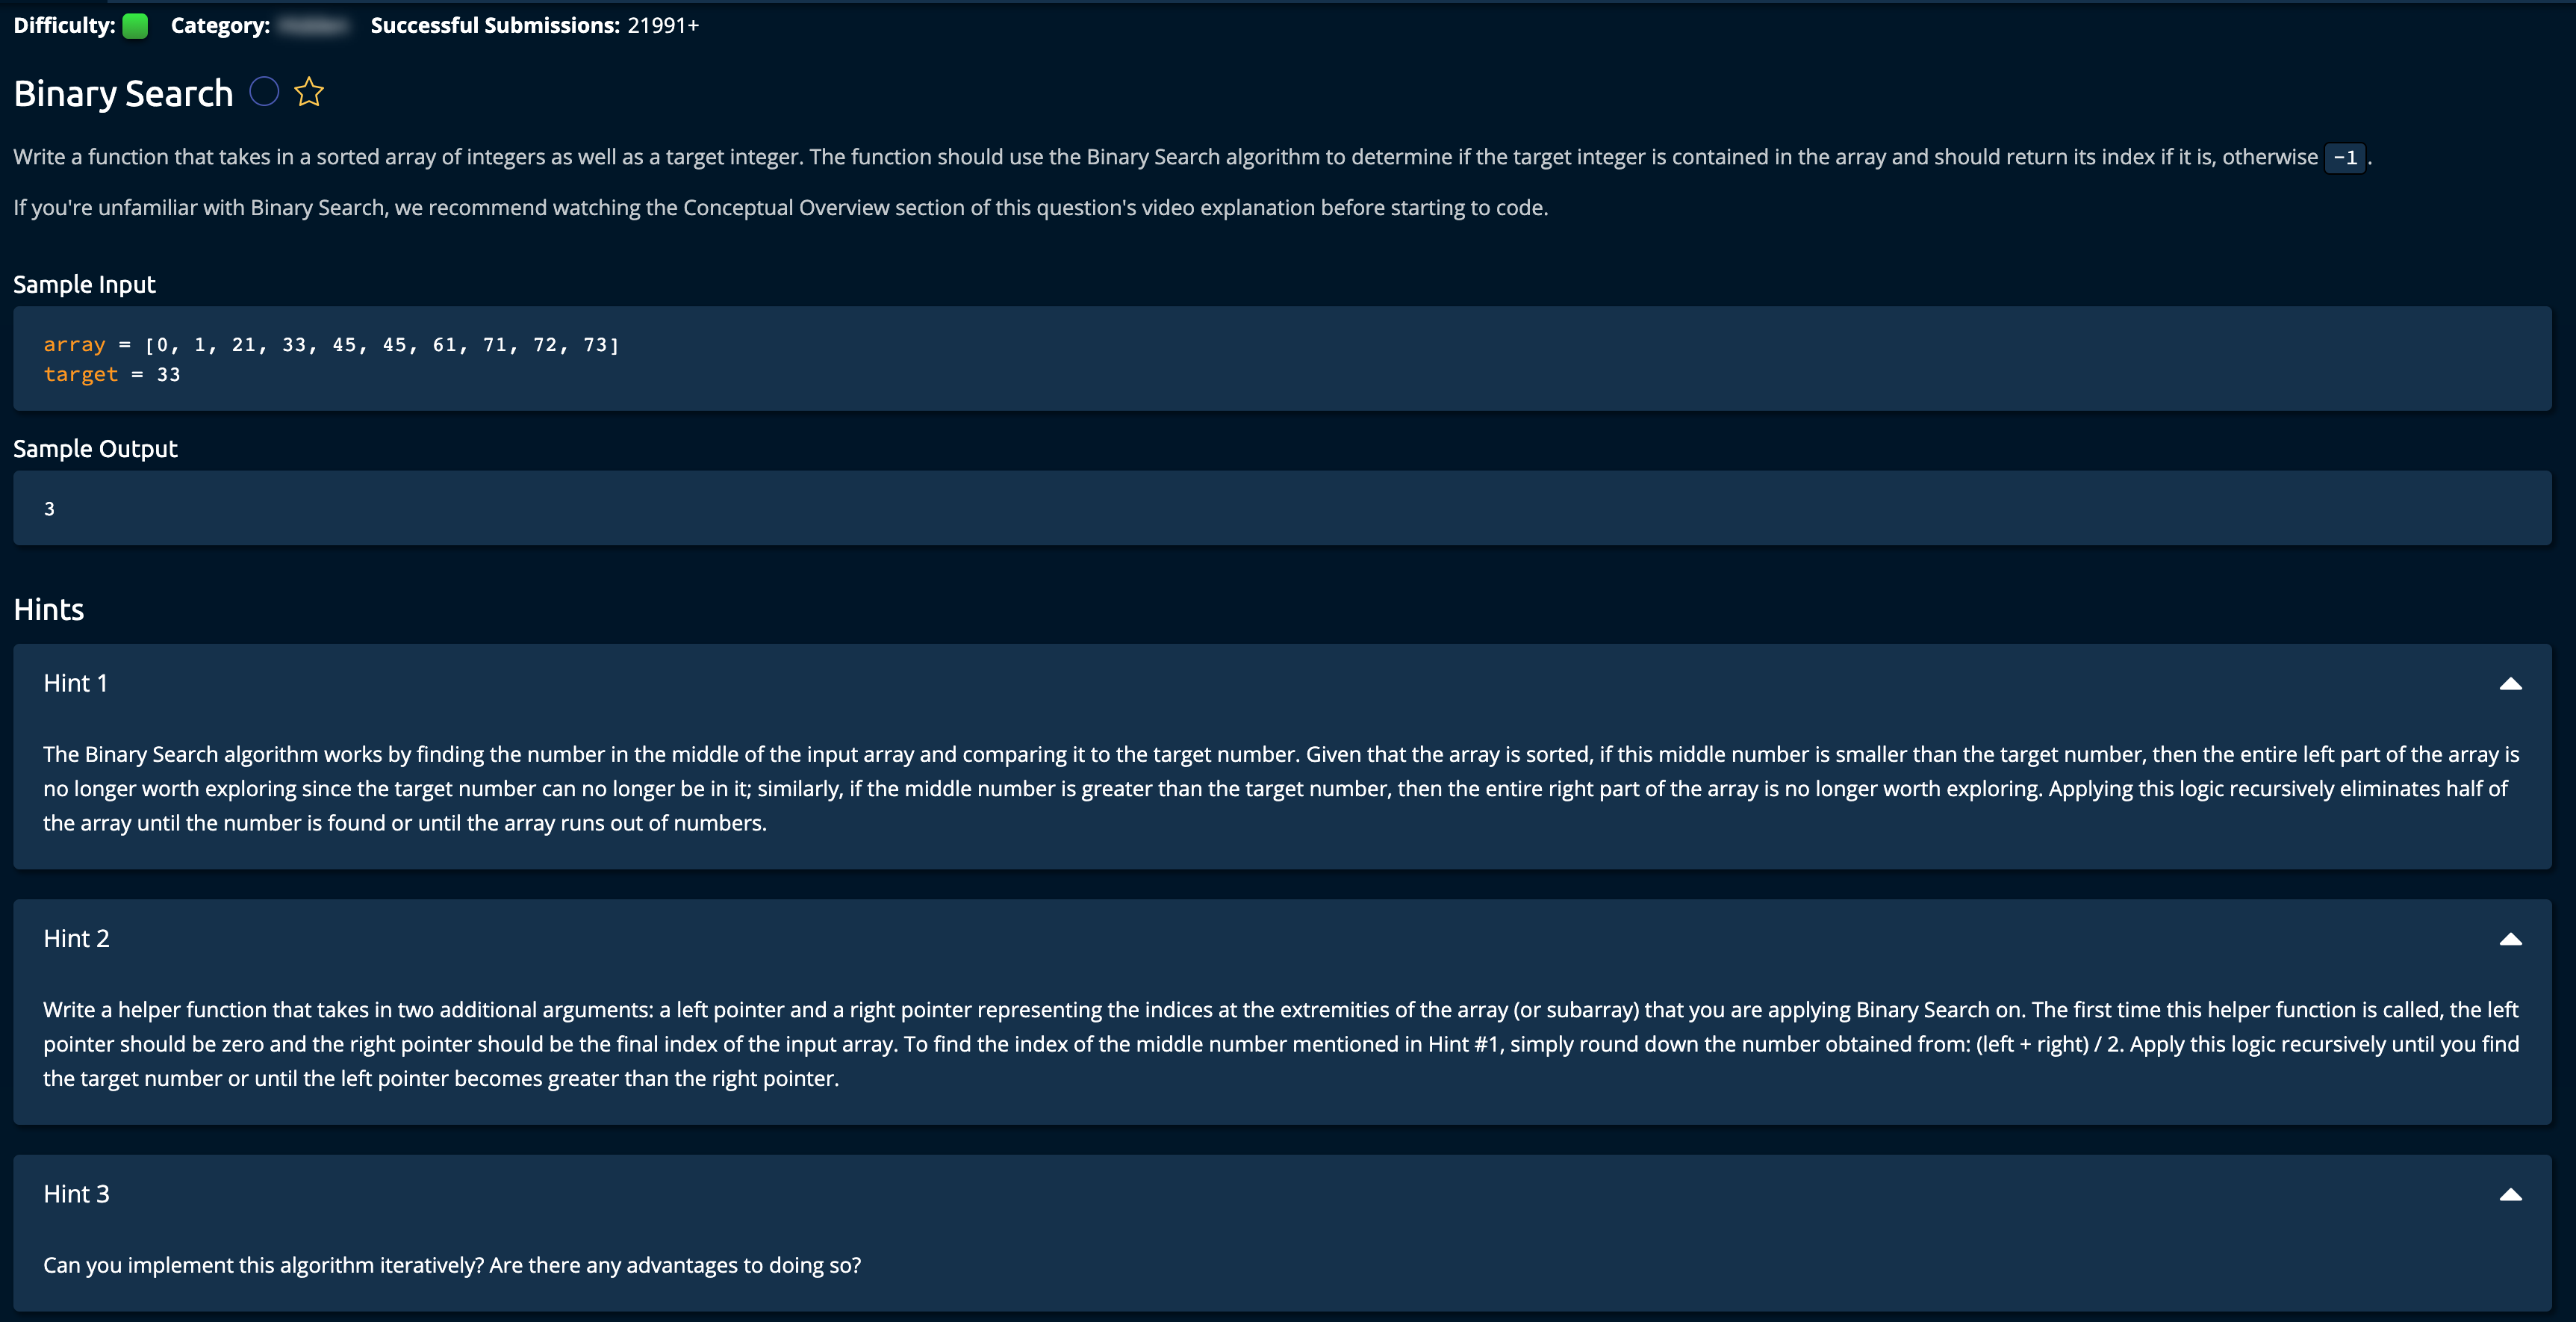 Difficulty: Category: Successful Submissions: 21991+
Binary Search
Write a function that takes in a sorted array of integers as well as a target integer. The function should use the Binary Search algorithm to determine if the target integer is contained in the array and should return its index if it is, otherwise -1 .
If you're unfamiliar with Binary Search, we recommend watching the Conceptual Overview section of this question's video explanation before starting to code.
Sample Input
array = [0, 1, 21, 33, 45, 45, 61, 71, 72, 73]
target = 33
Sample Output
3
Hints
Hint 1
The Binary Search algorithm works by finding the number in the middle of the input array and comparing it to the target number. Given that the array is sorted, if this middle number is smaller than the target number, then the entire left part of the array is
no longer worth exploring since the target number can no longer be in it; similarly, if the middle number is greater than the target number, then the entire right part of the array is no longer worth exploring. Applying this logic recursively eliminates half of
the array until the number is found or until the array runs out of numbers.
Hint 2
Write a helper function that takes in two additional arguments: a left pointer and a right pointer representing the indices at the extremities of the array (or subarray) that you are applying Binary Search on. The first time this helper function is called, the left
pointer should be zero and the right pointer should be the final index of the input array. To find the index of the middle number mentioned in Hint #1, simply round down the number obtained from: (left + right) / 2. Apply this logic recursively until you find
the target number or until the left pointer becomes greater than the right pointer.
Hint 3
Can you implement this algorithm iteratively? Are there any advantages to doing so?